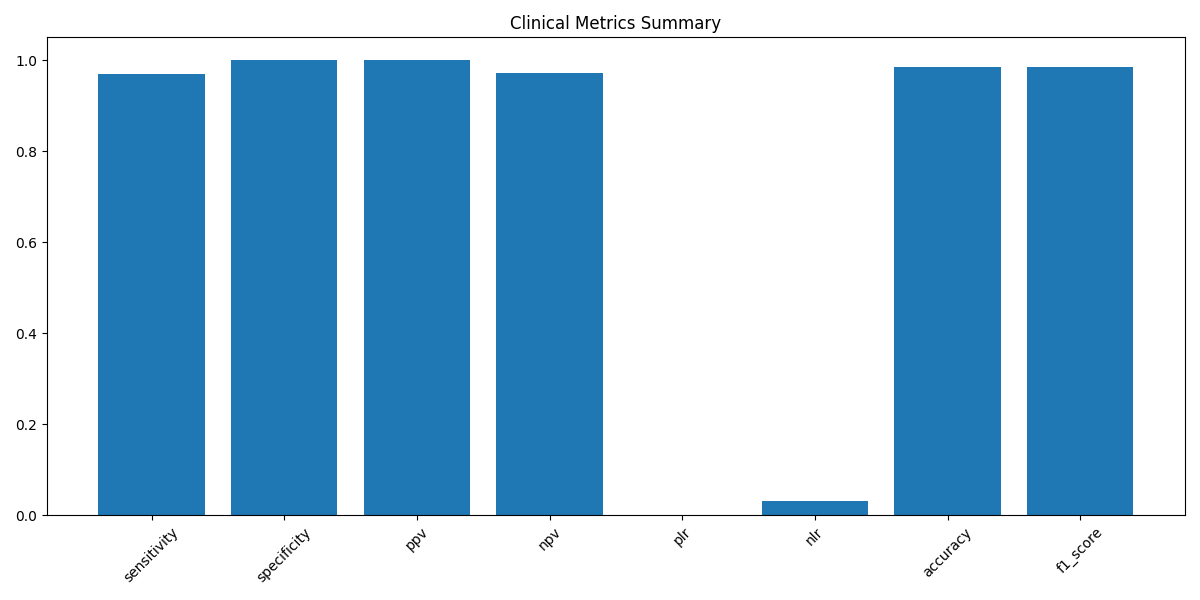 Clinical Metrics Summary
1.0
0.8
0.6
0.4
0.2
0.0
sensitivity
specificity
ppv
npv
plr
nlr
accuracy
f1_score